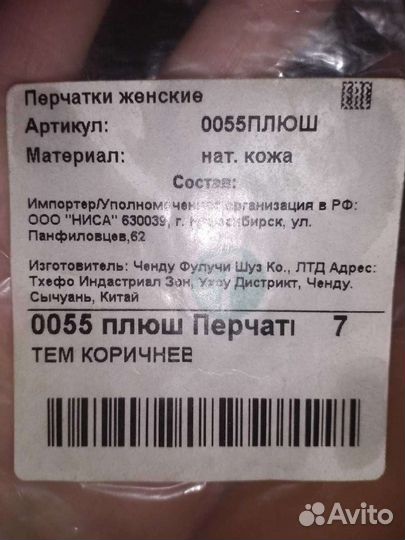 Перчатки женские
Артикул: 0055ПЛЮШ
Материал: нат. кожа
Состав:
Импортер/Уполномоченная организация в РФ:
ООО "НИСА" 630039, г. Новосибирск, ул.
Панфиловцев,62
Изготовитель: Ченду Фулучи Шуз Ко., ЛТД Адрес:
Тхефо Индастриал Зон, Ухоу Дистрикт, Ченду.
Сычуань, Китай
0055 плюш Перчат 7
ТЕМ КОРИЧНЕВ
Avito